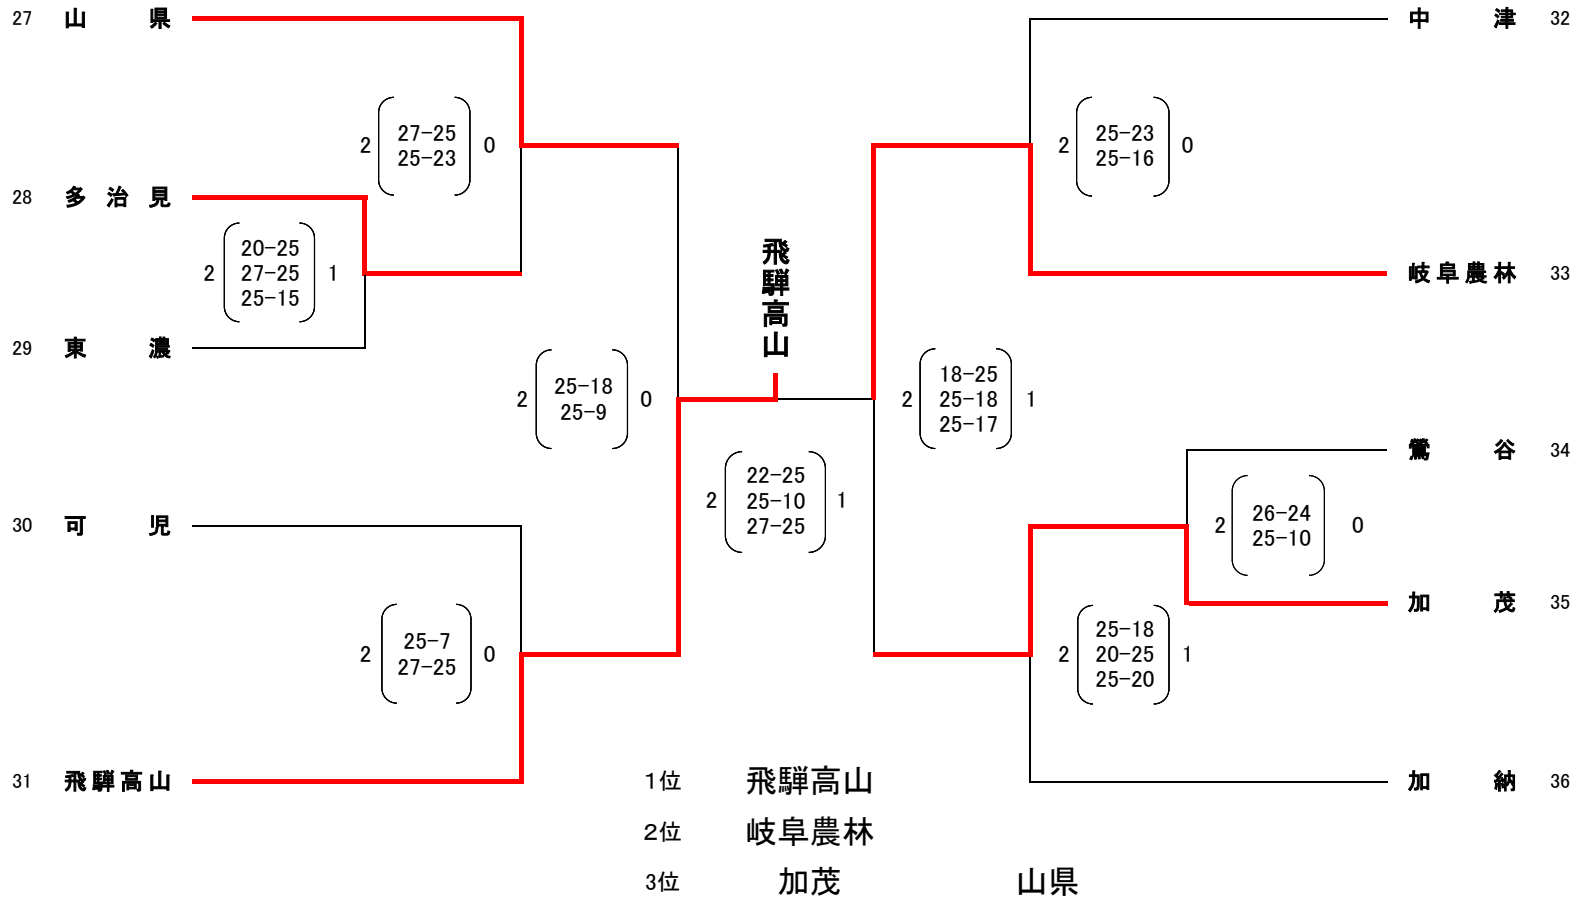 27 山県
2 27-25 0
25-23
28 多治見
2 20-25 1
27-25
25-15
29 東濃
2 25-18 0
25-9
30 可児
2 25-7 0
27-25
31 飛騨高山
飛騨高山
2 22-25 1
25-10
27-25
中津 32
2 25-23 0
25-16
岐阜農林 33
2 18-25 1
25-18
25-17
鶯谷 34
2 26-24 0
25-10
加茂 35
2 25-18 1
20-25
25-20
加納 36
1位 飛騨高山
2位 岐阜農林
3位 加茂 山県